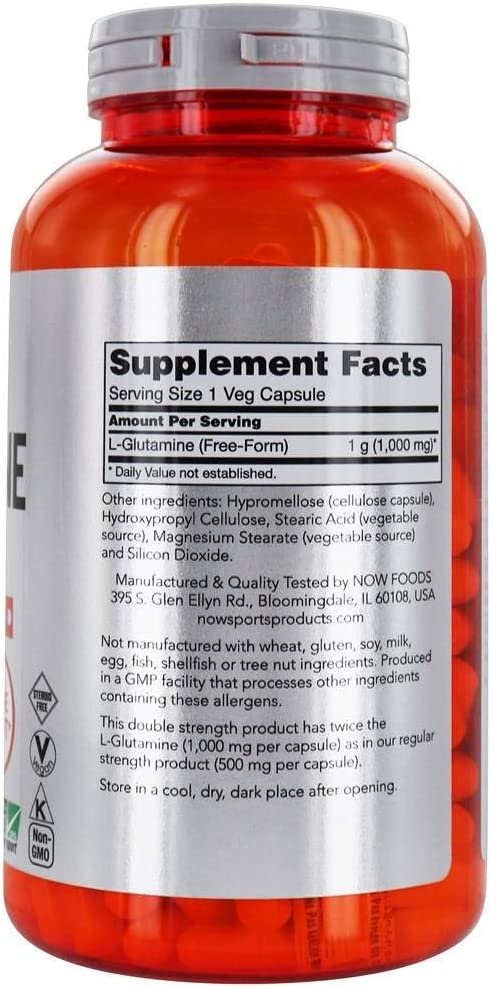 Supplement Facts
Serving Size 1 Veg Capsule
Amount Per Serving
L-Glutamine (Free-Form) 1 g (1,000 mg)*
* Daily Value not established.
Other ingredients: Hypromellose (cellulose capsule),
Hydroxypropyl Cellulose, Stearic Acid (vegetable
source), Magnesium Stearate (vegetable source)
and Silicon Dioxide.
Manufactured & Quality Tested by NOW FOODS
395 S. Glen Ellyn Rd., Bloomingdale, IL 60108, USA
nowsportsproducts.com
Not manufactured with wheat, gluten, soy, milk,
egg, fish, shellfish or tree nut ingredients. Produced
in a GMP facility that processes other ingredients
containing these allergens.
This double strength product has twice the
L-Glutamine (1,000 mg per capsule) as in our regular
strength product (500 mg per capsule).
Store in a cool, dry, dark place after opening.
NE
STEROID
FREE
Vegan
K
Non-
GMO